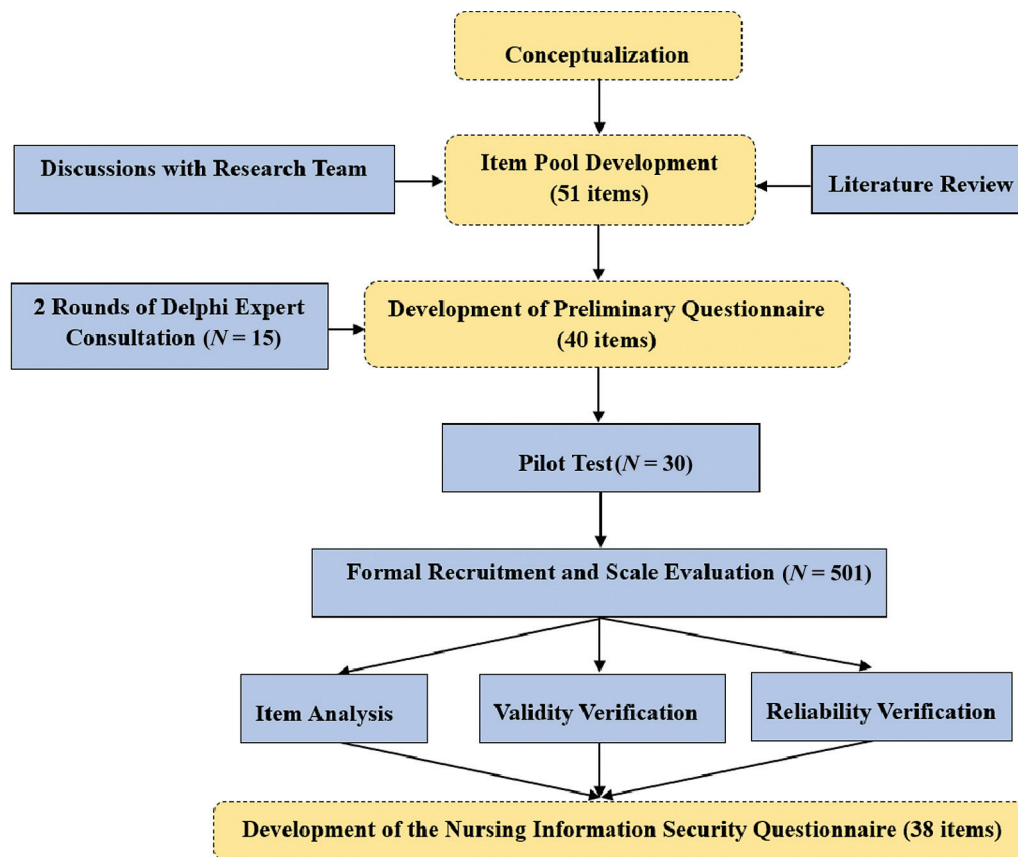 Conceptualization
Discussions with Research Team
Item Pool Development
(51 items)
Literature Review
2 Rounds of Delphi Expert
Consultation (N = 15)
Development of Preliminary Questionnaire
(40 items)
Pilot Test(N = 30)
Formal Recruitment and Scale Evaluation (N = 501)
Item Analysis
Validity Verification
Reliability Verification
Development of the Nursing Information Security Questionnaire (38 items)